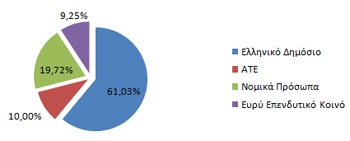 9,25%
19,72%
61,03%
10,00%
Ελληνικό Δημόσιο
ΑΤΕ
Νομικά Πρόσωπα
Ευρύ Επενδυτικό Κοινό